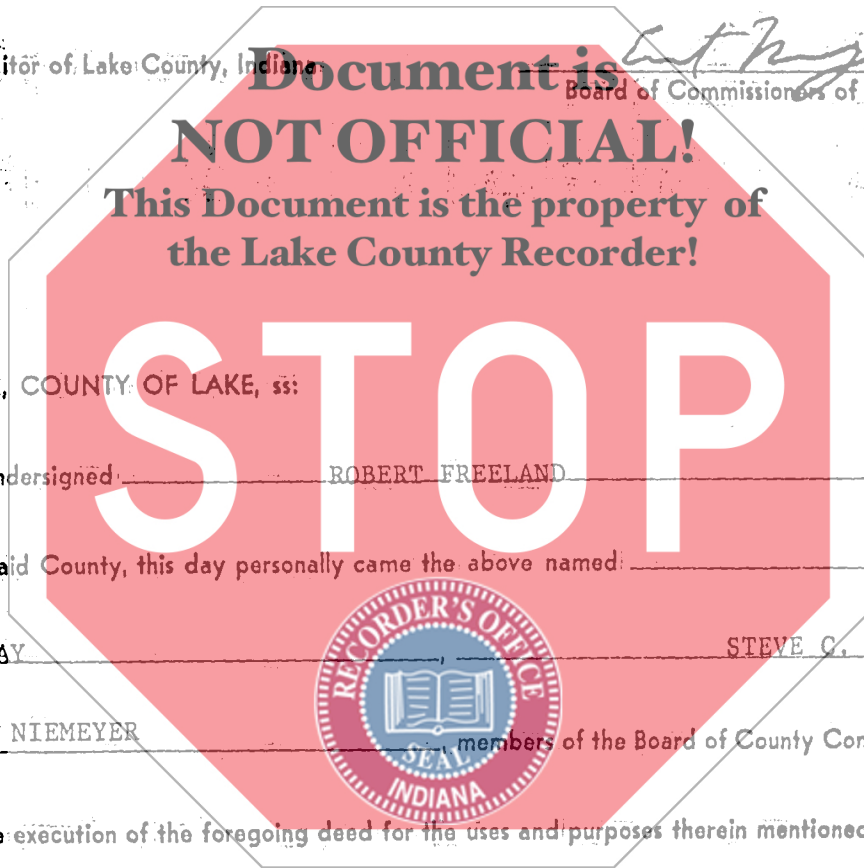 itor of Lake County, Indiana
Document is
Board of Commissioners of
NOT OFFICIAL!
This Document is the property of
the Lake County Recorder!
STOP
, COUNTY OF LAKE, ss:
ndersigned ROBERT FREELAND
aid County, this day personally came the above named
RECORDER'S OFFICE
AY , STEVE C.
NIEMEYER , members of the Board of County Con
SEAL
INDIANA
e execution of the foregoing deed for the uses and purposes therein mentioned